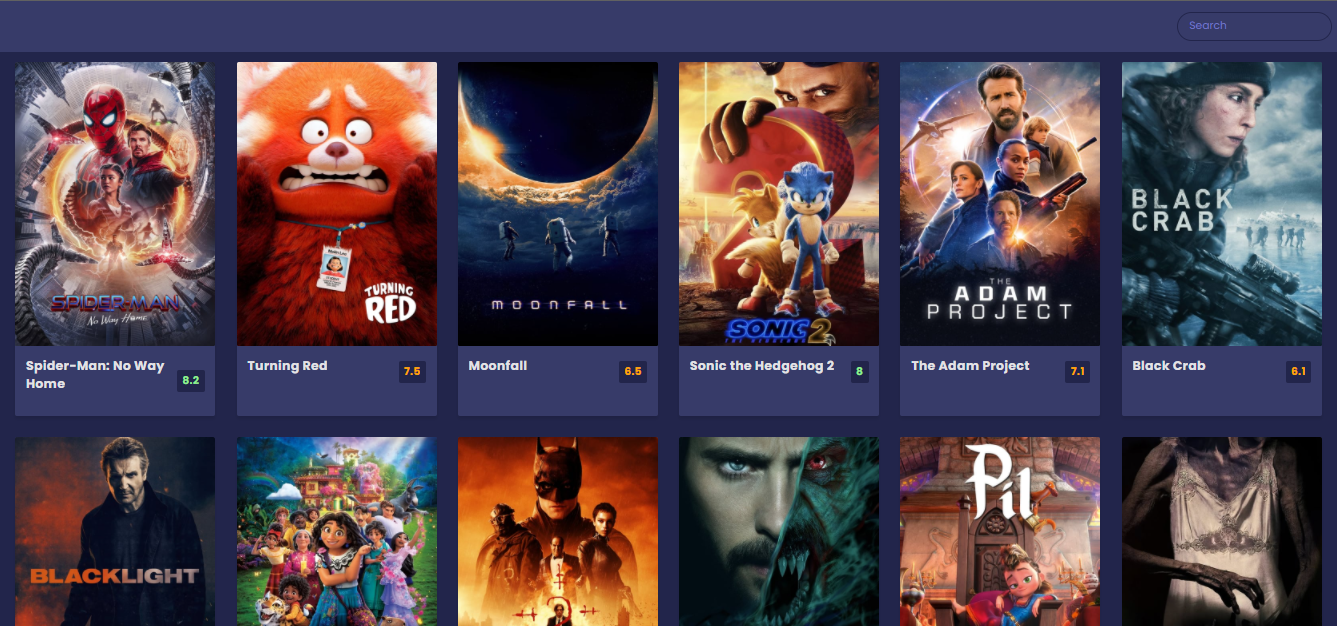 Search
SPIDER-MAN
NO WAY HOME
TURNING
RED
MOONFALL
SONIC 2
THE HEDGEHOG
THE
ADAM
PROJECT
BLACK
CRAB
Spider-Man: No Way
Home
8.2
Turning Red
7.5
Moonfall
6.5
Sonic the Hedgehog 2
8
The Adam Project
7.1
Black Crab
6.1
BLACKLIGHT
Pil